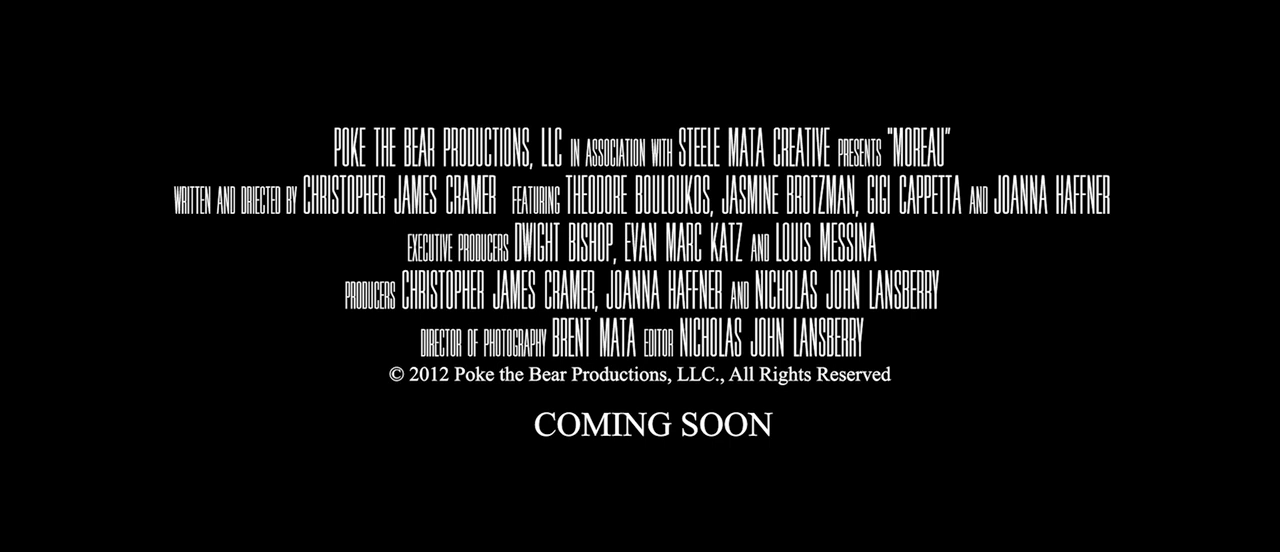 POKE THE BEAR PRODUCTIONS, LLC IN ASSOCIATION WITH STEELE MATA CREATIVE PRESENTS "MOREAU"
WRITTEN AND DRIECTED BY CHRISTOPHER JAMES CRAMER FEATURING THEODORE BOULOUKOS, JASMINE BROTZMAN, GIGI CAPPETTA AND JOANNA HAFFNER
EXECUTIVE PRODUCERS DWIGHT BISHOP, EVAN MARC KATZ AND LOUIS MESSINA
PRODUCERS CHRISTOPHER JAMES CRAMER, JOANNA HAFFNER AND NICHOLAS JOHN LANSBERRY
DIRECTOR OF PHOTOGRAPHY BRENT MATA EDITOR NICHOLAS JOHN LANSBERRY
© 2012 Poke the Bear Productions, LLC., All Rights Reserved
COMING SOON